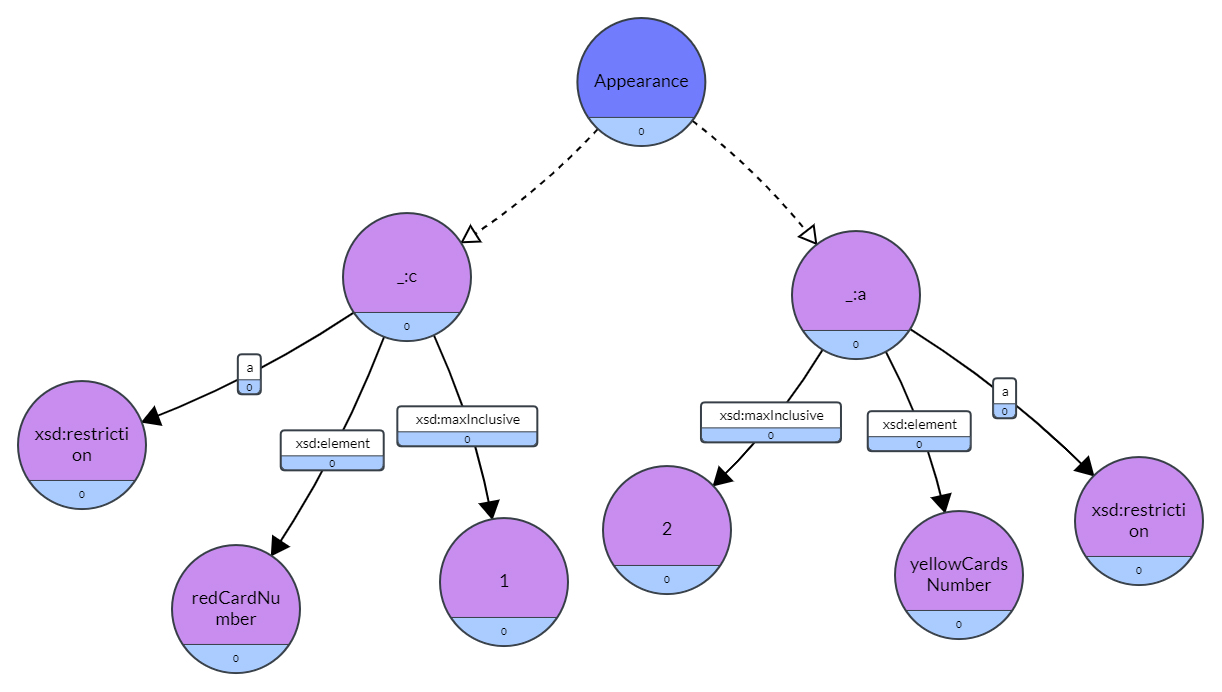 Appearance
0
_:c
0
_:a
0
a
0
xsd:element
0
xsd:maxInclusive
0
xsd:maxInclusive
0
xsd:element
0
a
0
xsd:restricti
on
0
redCardNu
mber
0
1
0
2
0
yellowCards
Number
0
xsd:restricti
on
0